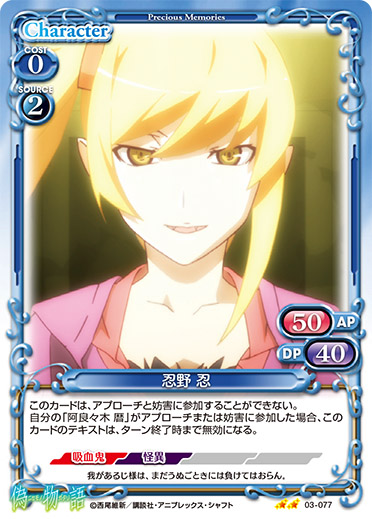 Precious Memories
Character
COST
0
SOURCE
2
50 AP
DP 40
忍野 忍
このカードは、アプローチと妨害に参加することができない。
自分の「阿良々木 暦」がアプローチまたは妨害に参加した場合、この
カードのテキストは、ターン終了時まで無効になる。
吸血鬼 怪異
我があるじ様は、まだうぬごときには負けてはおらん。
偽物語
©西尾維新/講談社・アニプレックス・シャフト
03-077